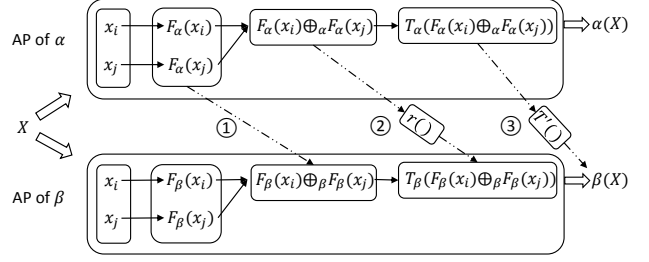 AP of α
x_i F_α(x_i) F_α(x_i)⊕_αF_α(x_j) T_α(F_α(x_i)⊕_αF_α(x_j)) α(X)
x_j F_α(x_j)
X ① ② r() ③ T'()
AP of β
x_i F_β(x_i) F_β(x_i)⊕_βF_β(x_j) T_β(F_β(x_i)⊕_βF_β(x_j)) β(X)
x_j F_β(x_j)